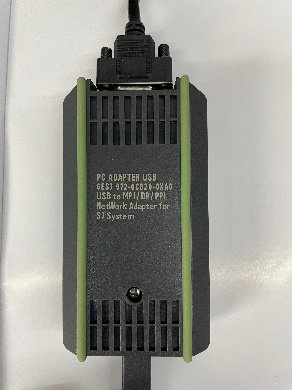 PC ADAPTER USB
6ES7 972-0CB20-0XA0
USB to MPI/DP/PPI
NetWork Adapter for
S7 System